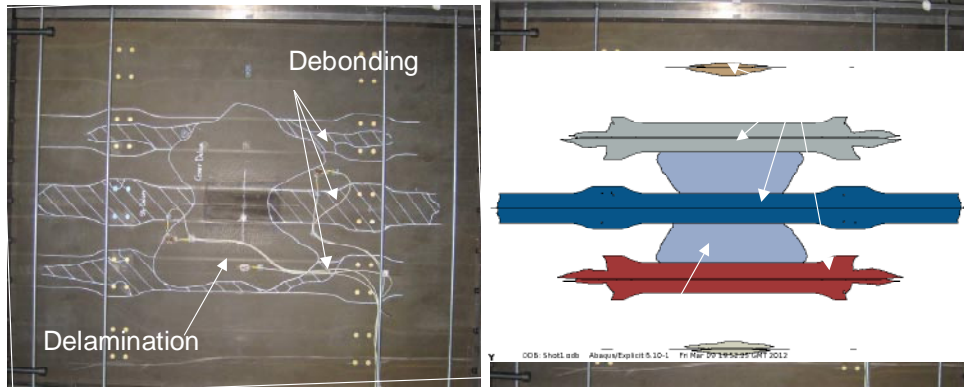 Debonding
Delamination
Y
ODB: Shot1.odb Abaqus/Explicit 6.10-1 Fri Mar 09 19:52:35 GMT 2012